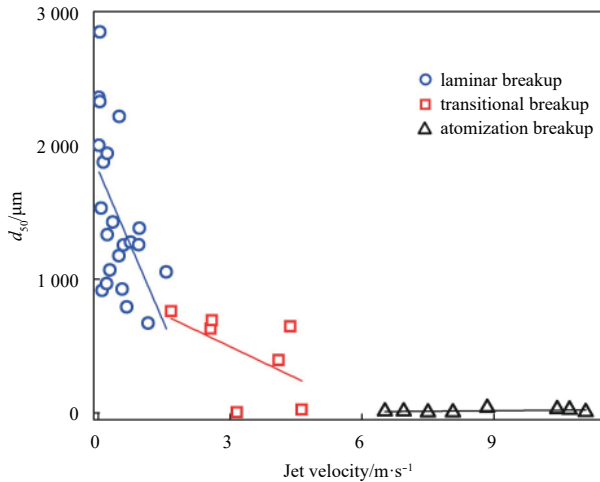 3 000
2 000
1 000
0
d₅₀/μm
laminar breakup
transitional breakup
atomization breakup
0 3 6 9
Jet velocity/m·s⁻¹